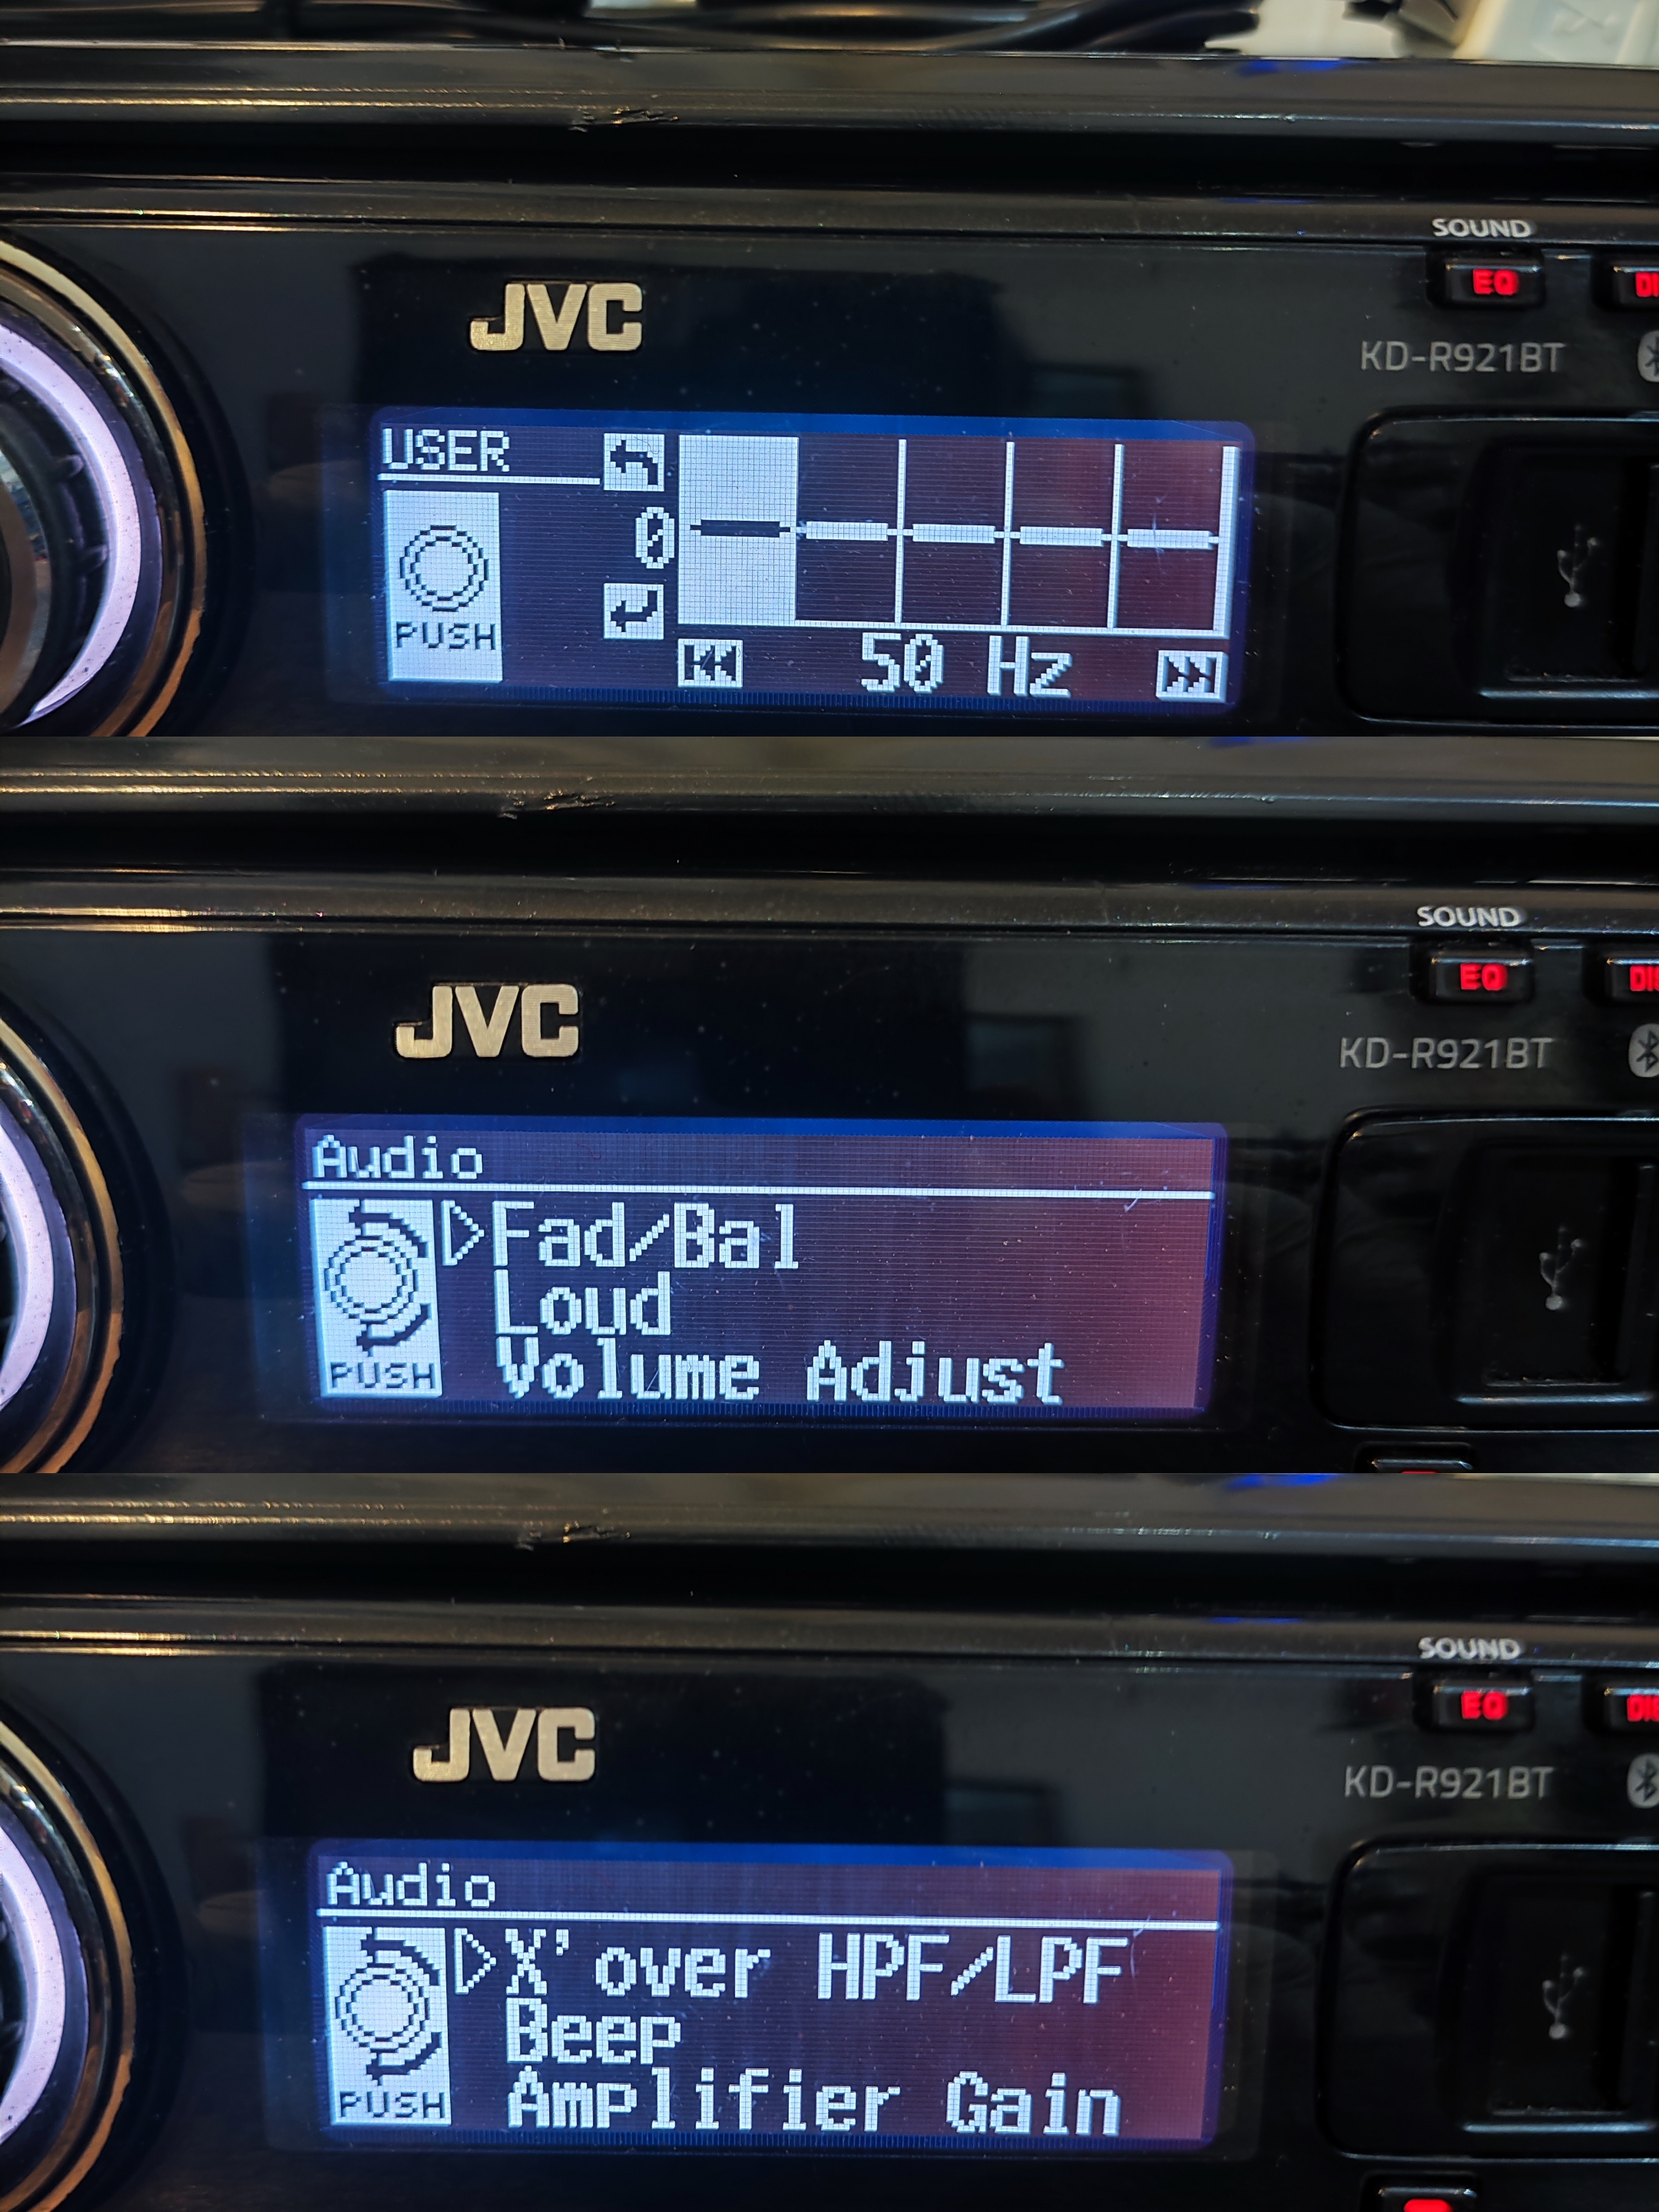 SOUND
EQ
JVC
KD-R921BT
USER
0
PUSH
50 Hz
SOUND
EQ
JVC
KD-R921BT
Audio
Fad/Bal
Loud
Volume Adjust
PUSH
SOUND
EQ
JVC
KD-R921BT
Audio
X'over HPF/LPF
Beep
Amplifier Gain
PUSH